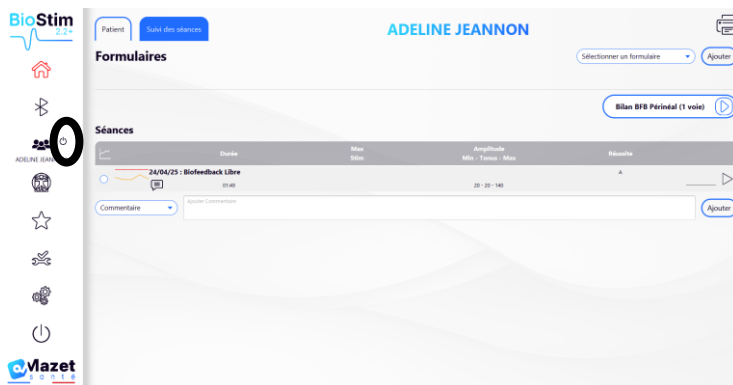 BioStim
2.2+
Patient
Suivi des séances
ADELINE JEANNON
Formulaires
Sélectionner un formulaire
Ajouter
Bilan BFB Périnéal (1 voie)
Séances
ADELINE JEAN
Durée
Max
Stim
Amplitude
Min - Tonus - Max
Réussite
24/04/25 : Biofeedback Libre
01:49
20 - 20 - 140
Commentaire
Ajouter Commentaire
Ajouter
Mazet
santé